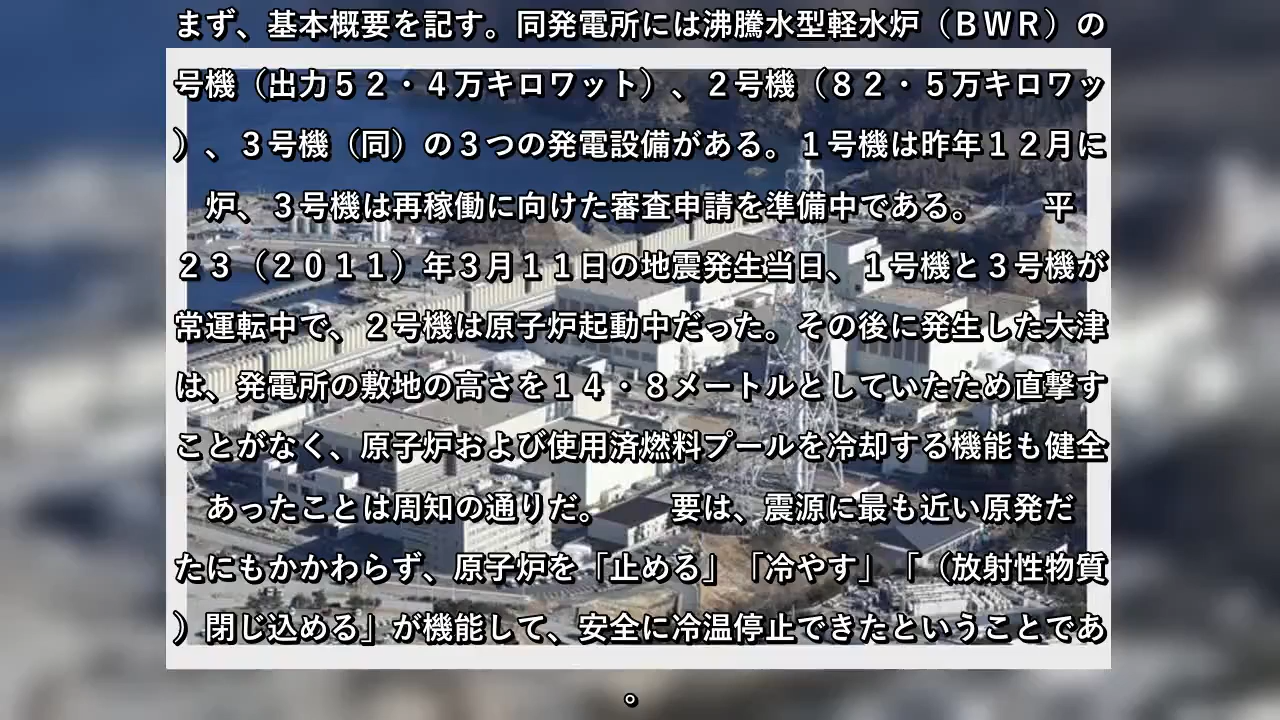 まず、基本概要を記す。同発電所には沸騰水型軽水炉（ＢＷＲ）の
号機（出力５２・４万キロワット）、２号機（８２・５万キロワッ
）、３号機（同）の３つの発電設備がある。１号機は昨年１２月に
炉、３号機は再稼働に向けた審査申請を準備中である。　　平
２３（２０１１）年３月１１日の地震発生当日、１号機と３号機が
常運転中で、２号機は原子炉起動中だった。その後に発生した大津
は、発電所の敷地の高さを１４・８メートルとしていたため直撃す
ことがなく、原子炉および使用済燃料プールを冷却する機能も健全
あったことは周知の通りだ。　　要は、震源に最も近い原発だ
たにもかかわらず、原子炉を「止める」「冷やす」「（放射性物質
）閉じ込める」が機能して、安全に冷温停止できたということであ
。